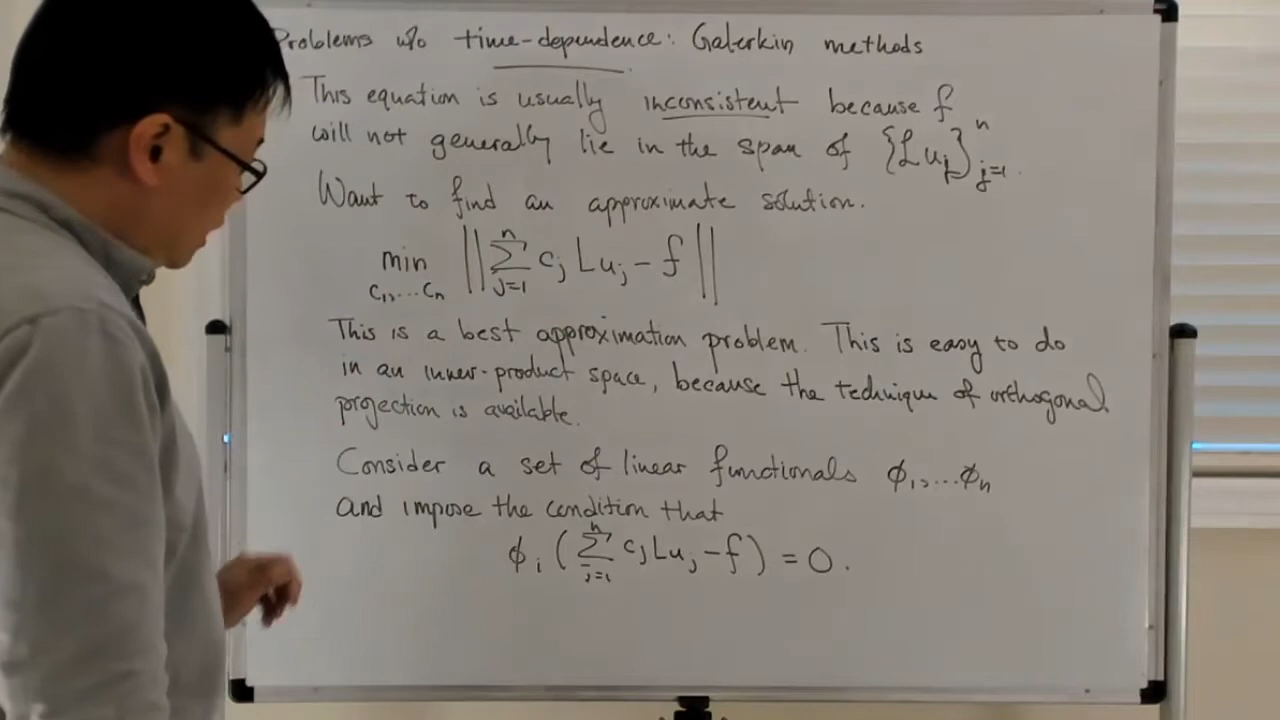 Problems w/o time-dependence: Galerkin methods
This equation is usually inconsistent because f
will not generally lie in the span of {Lu_j}_{j=1}^n.
Want to find an approximate solution.
min_{c_1,...c_n} ||∑_{j=1}^n c_j Lu_j - f||
This is a best approximation problem. This is easy to do
in an inner-product space, because the technique of orthogonal
projection is available.
Consider a set of linear functionals ϕ_1,...ϕ_n
and impose the condition that
ϕ_i (∑_{j=1}^n c_j Lu_j - f) = 0.